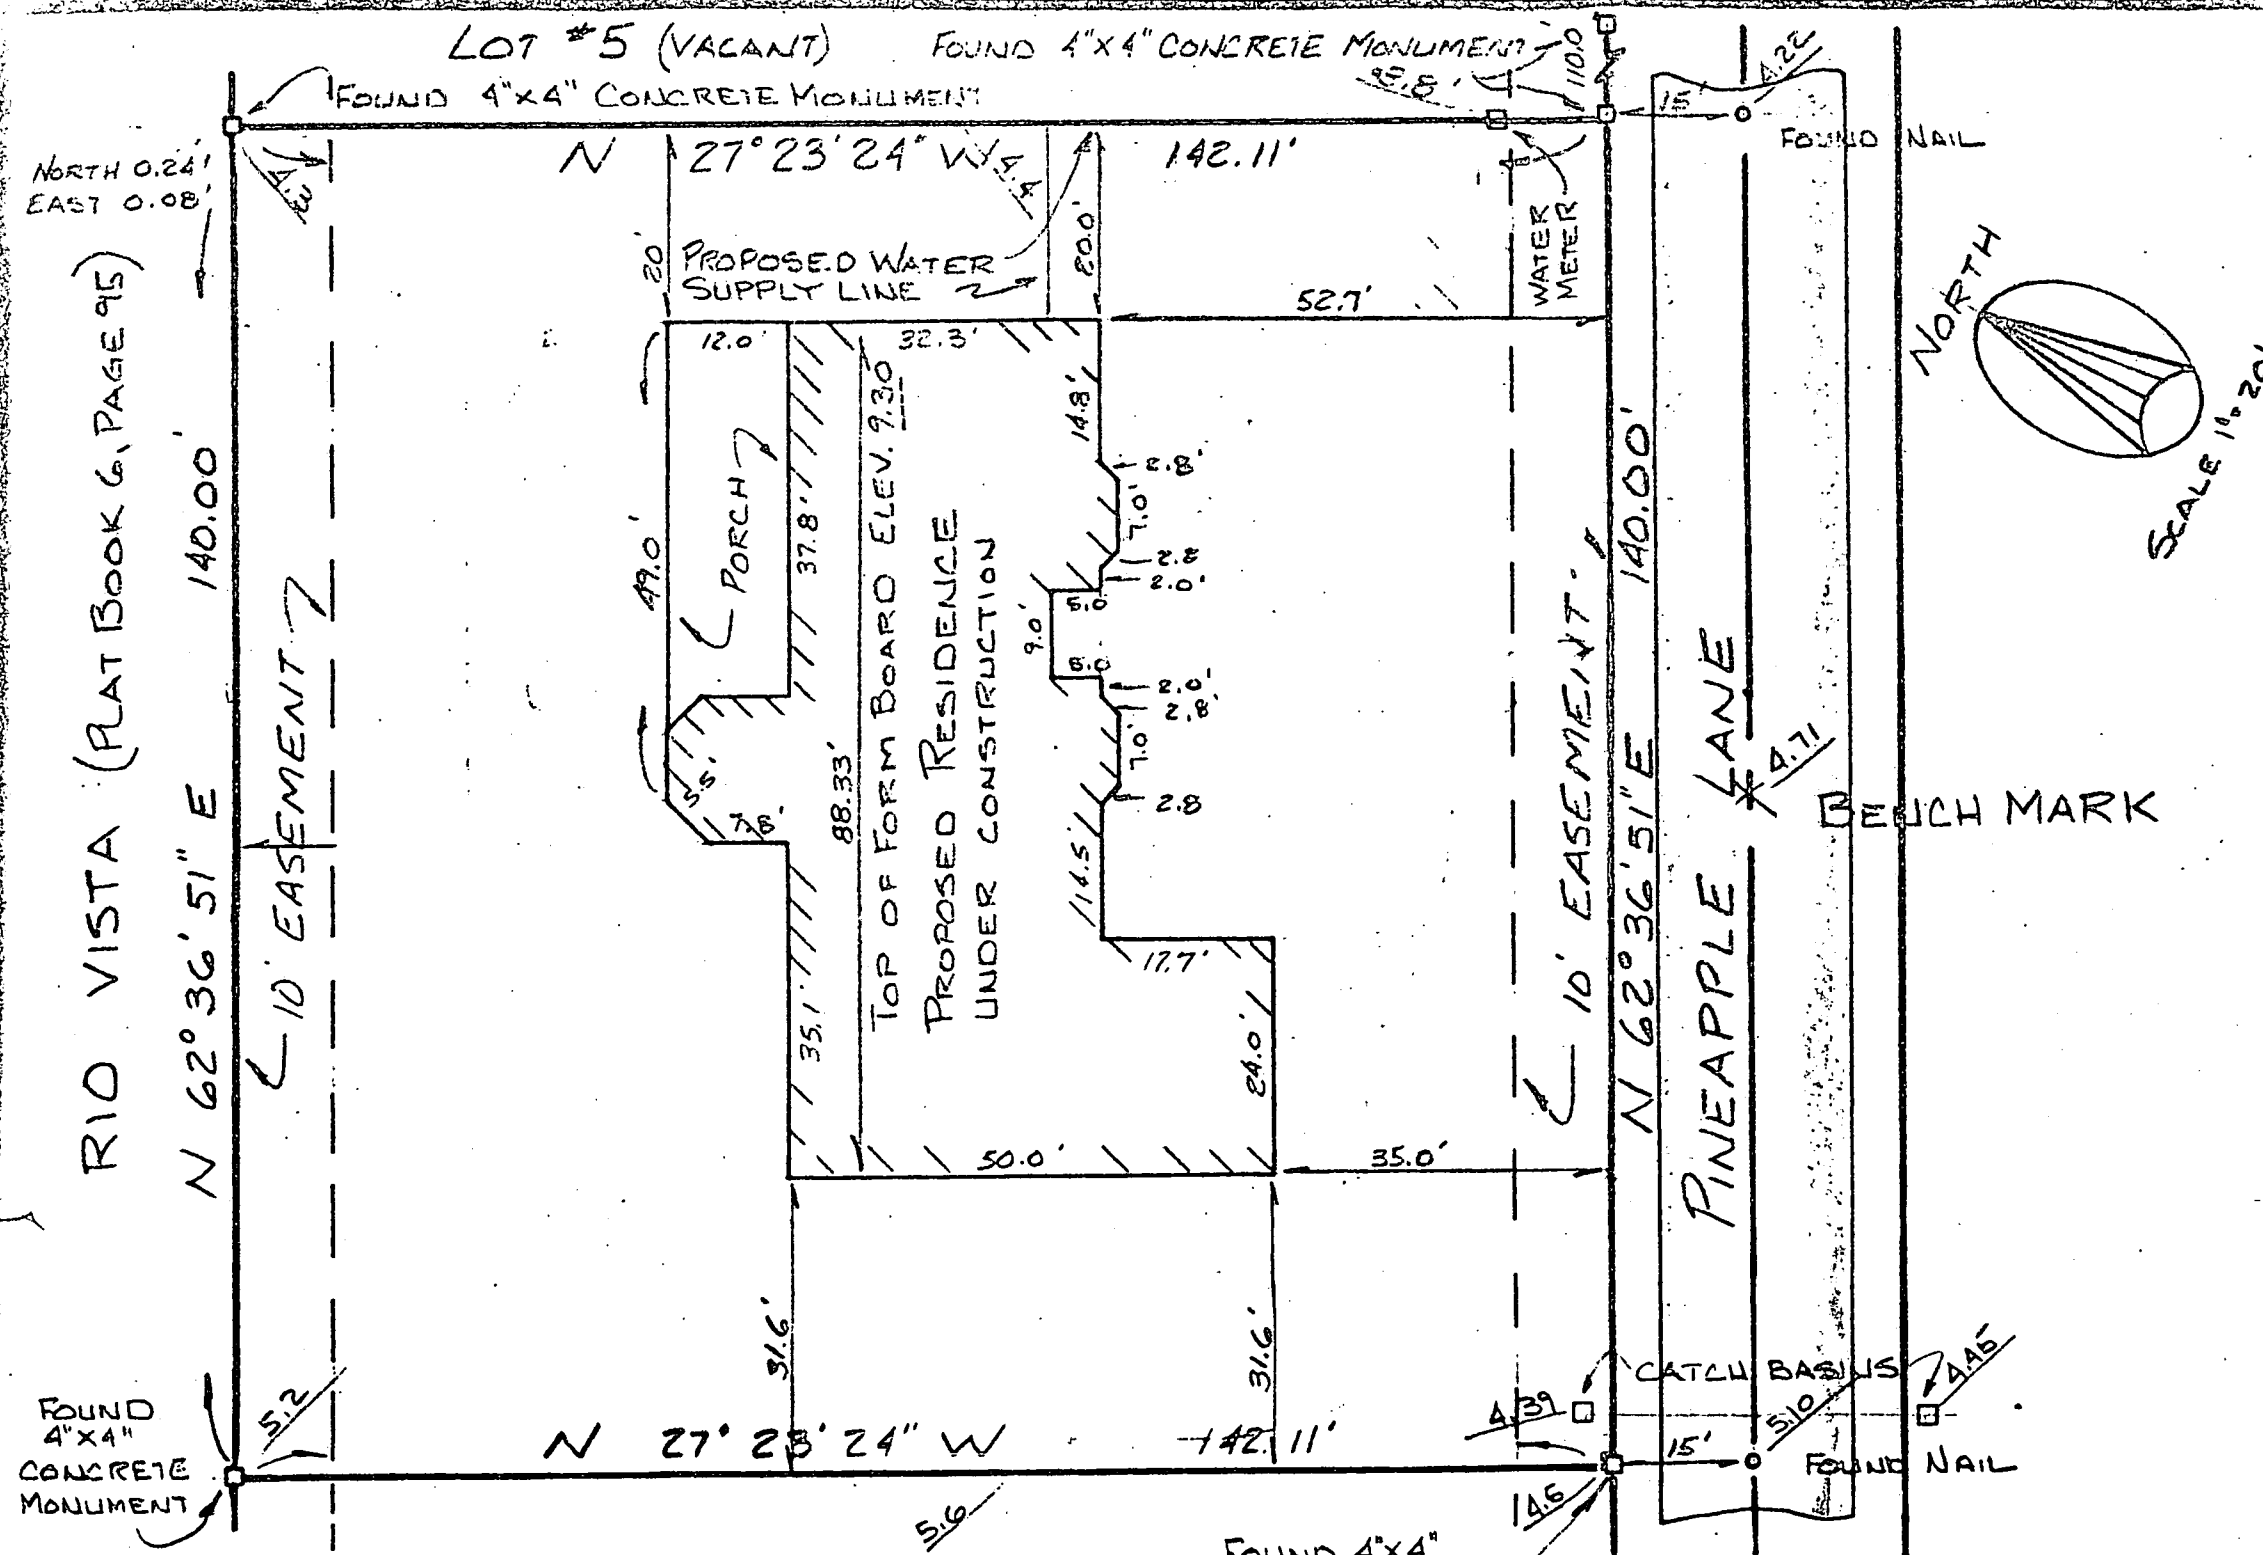 LOT #5 (VACANT)
FOUND 4"X4" CONCRETE MONUMENT
110.0
4.22
FOUND 4"X4" CONCRETE MONUMENT
15'
FOUND NAIL
NORTH 0.24'
EAST 0.08'
N 27°23'24" W 142.11'
4.4
20'
20.0'
PROPOSED WATER
SUPPLY LINE
WATER
METER
52.7'
NORTH
12.0'
32.3'
RIO VISTA (PLAT BOOK 6, PAGE 95)
N 62°36'51" E 140.00'
10' EASEMENT
49.0'
PORCH
37.8'
TOP OF FORM BOARD ELEV. 9.30
PROPOSED RESIDENCE
UNDER CONSTRUCTION
88.33'
14.8'
2.8'
7.0'
2.8
2.0'
5.0
9.0'
5.0
2.0'
2.8'
7.0'
2.8
14.5'
5.5'
35.1'
17.7'
24.0'
50.0'
35.0'
10' EASEMENT
N 62°36'51" E 140.00'
PINEAPPLE LANE
4.71
BENCH MARK
31.6'
31.6'
CATCH BASINS
4.39
5.10
FOUND
4"X4"
CONCRETE
MONUMENT
5.2
N 27°23'24" W 142.11'
15'
FOUND NAIL
5.6
FOUND 4"X4"